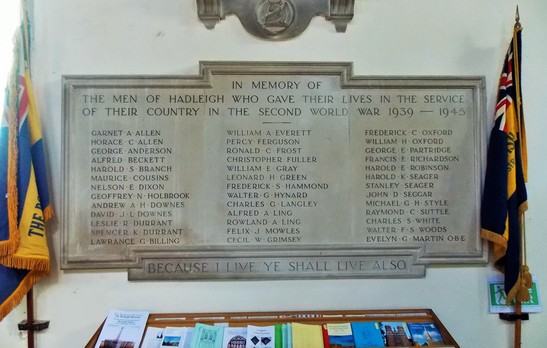 IN MEMORY OF
THE MEN OF HADLEIGH WHO GAVE THEIR LIVES IN THE SERVICE
OF THEIR COUNTRY IN THE SECOND WORLD WAR 1939 — 1945
GARNET A ALLEN
HORACE C ALLEN
GEORGE ANDERSON
ALFRED BECKETT
HAROLD S BRANCH
MAURICE COUSINS
NELSON E DIXON
GEOFFREY N HOLBROOK
ANDREW A H DOWNES
DAVID J L DOWNES
LESLIE R DURRANT
SPENCER K DURRANT
LAWRANCE G BILLING
WILLIAM A EVERETT
PERCY FERGUSON
RONALD C FROST
CHRISTOPHER FULLER
WILLIAM E GRAY
LEONARD H GREEN
FREDERICK S HAMMOND
WALTER G HYNARD
CHARLES G LANGLEY
ALFRED A LING
ROWLAND A LING
FELIX J MOWLES
CECIL W GRIMSEY
FREDERICK C OXFORD
WILLIAM H OXFORD
GEORGE E PARTRIDGE
FRANCIS E RICHARDSON
HAROLD E ROBINSON
HAROLD K SEAGER
STANLEY SEAGER
JOHN D SEGGAR
MICHAEL G H STYLE
RAYMOND C SUTTLE
CHARLES S WHITE
WALTER F S WOODS
EVELYN G MARTIN O.B.E
BECAUSE I LIVE YE SHALL LIVE ALSO
THE